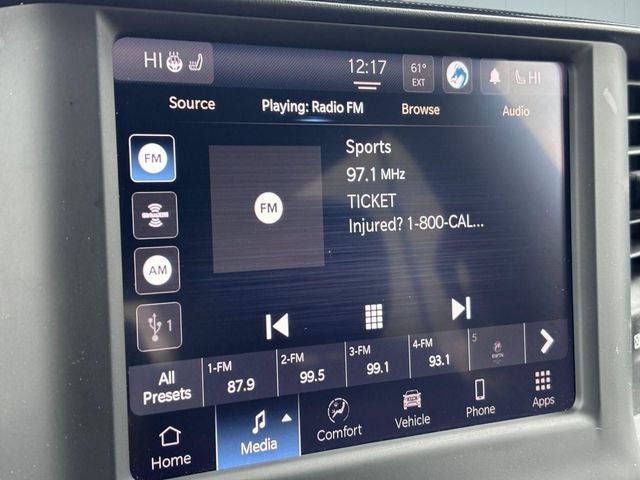 HI 12:17 61° EXT HI
Source Playing: Radio FM Browse Audio
FM
SiriusXM
AM
1
FM
Sports
97.1 MHz
TICKET
Injured? 1-800-CAL...
All Presets
1-FM 87.9
2-FM 99.5
3-FM 99.1
4-FM 93.1
5
Home Media Comfort Vehicle Phone Apps